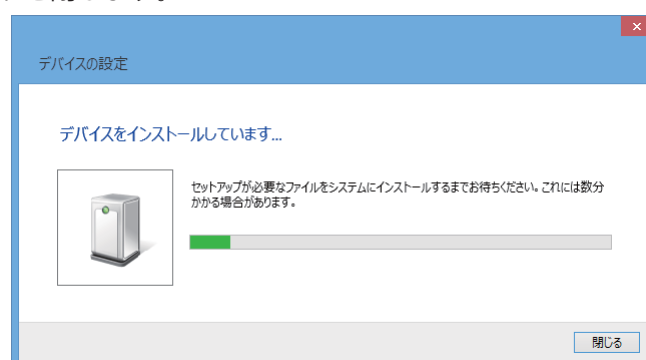 デバイスの設定
デバイスをインストールしています...
セットアップが必要なファイルをシステムにインストールするまでお待ちください。これには数分
かかる場合があります。
閉じる